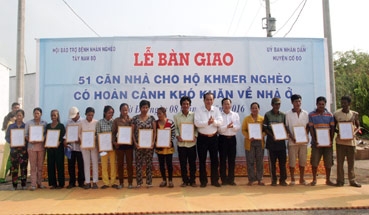 HỘI BẢO TRỢ BỆNH NHÂN NGHÈO
TÂY NAM BỘ
ỦY BAN NHÂN DÂN
HUYỆN CỜ ĐỎ
LỄ BÀN GIAO
51 CĂN NHÀ CHO HỘ KHMER NGHÈO
CÓ HOÀN CẢNH KHÓ KHĂN VỀ NHÀ Ở